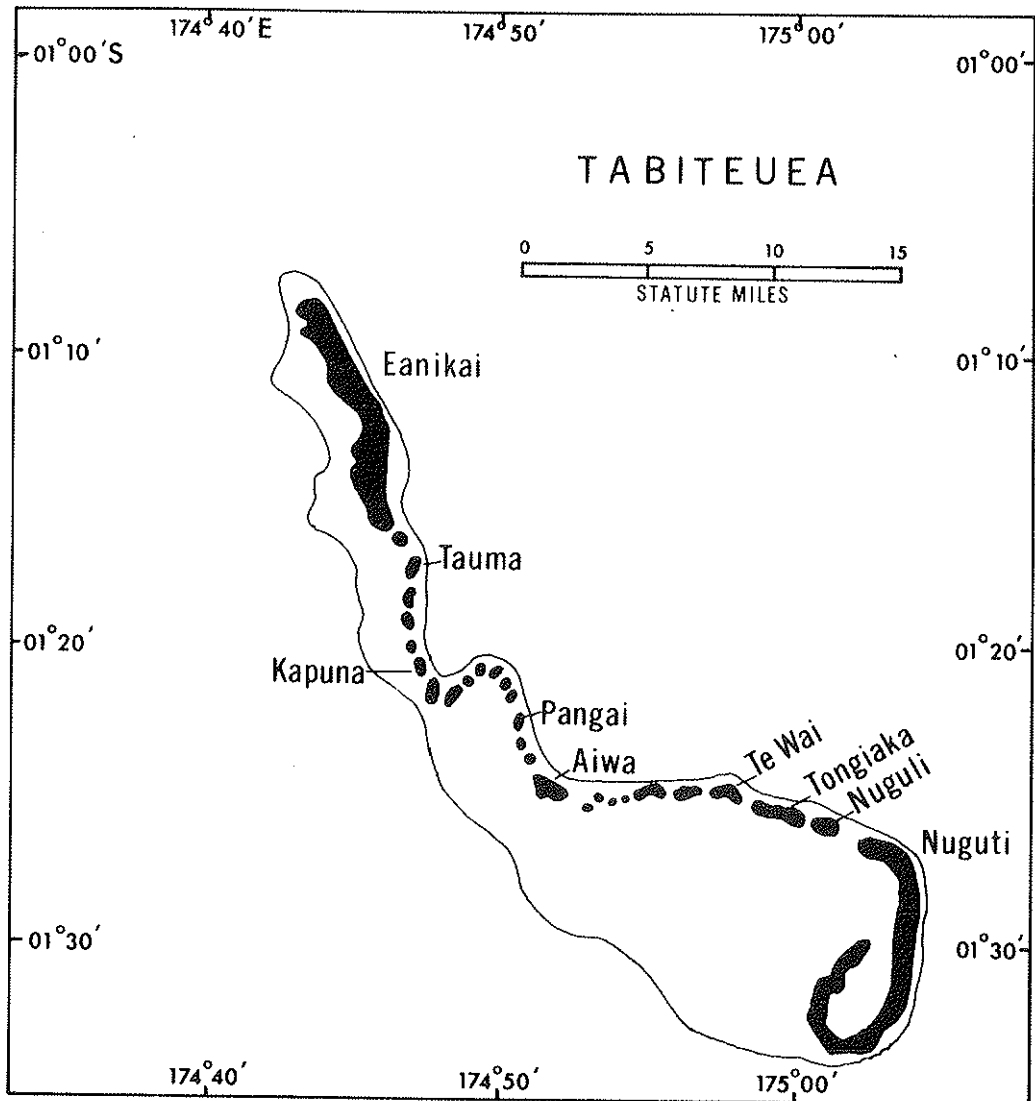 174°40'E 174°50' 175°00'
01°00'S 01°00'
TABITEUEA
0 5 10 15
STATUTE MILES
01°10' 01°10'
Eanikai
Tauma
01°20' 01°20'
Kapuna
Pangai
Aiwa
Te Wai
Tongiaka
Nuguli
Nuguti
01°30' 01°30'
174°40' 174°50' 175°00'